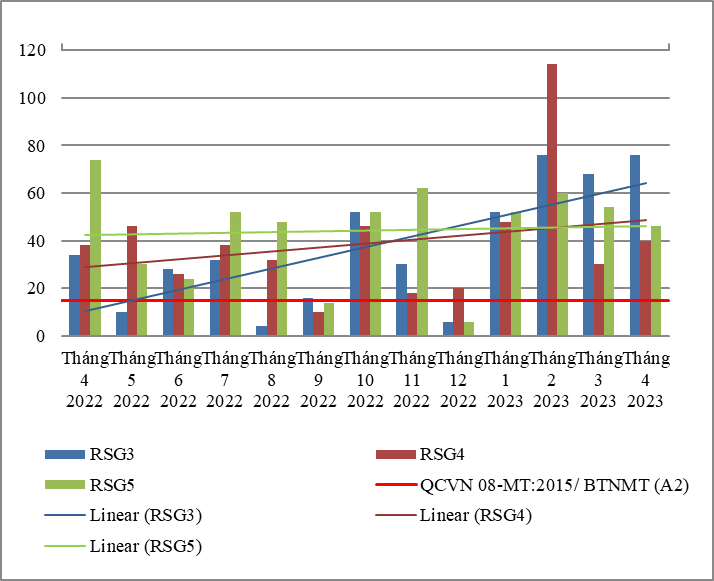 120
100
80
60
40
20
0
Tháng Tháng Tháng Tháng Tháng Tháng Tháng Tháng Tháng Tháng Tháng Tháng Tháng
4 5 6 7 8 9 10 11 12 1 2 3 4
2022 2022 2022 2022 2022 2022 2022 2022 2022 2023 2023 2023 2023
RSG3 RSG4
RSG5 QCVN 08-MT:2015/ BTNMT (A2)
Linear (RSG3) Linear (RSG4)
Linear (RSG5)